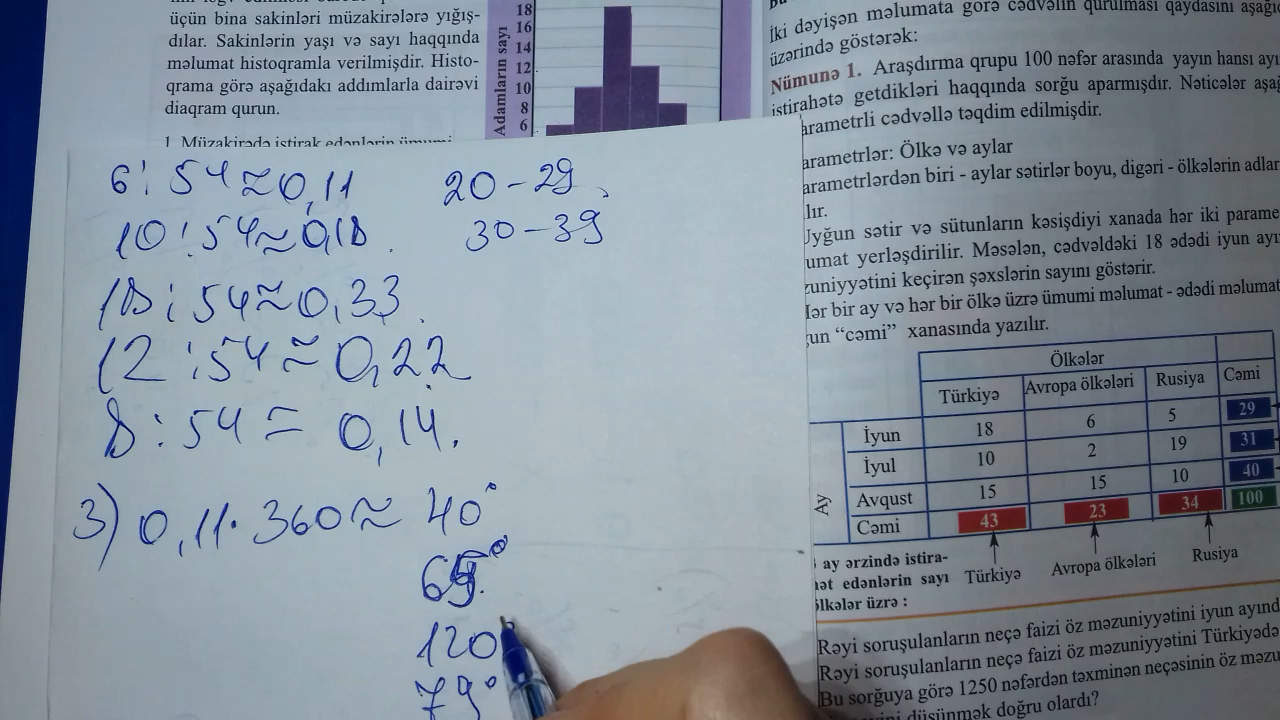 üçün bina sakinləri müzakirələrə yığış-
dılar. Sakinlərin yaşı və sayı haqqında
məlumat histoqramla verilmişdir. Histo-
qrama görə aşağıdakı addımlarla dairəvi
diaqram qurun.
1. Müzakirədə iştirak edənlərin ümumi
Adamların sayı
18
16
14
12
10
8
6
6 : 54 ≈ 0,11
10 : 54 ≈ 0,18
18 : 54 ≈ 0,33
12 : 54 ≈ 0,22
8 : 54 = 0,14.
20 - 29
30 - 39
3) 0,11 · 360 ≈ 40°
120
79°
İki dəyişən məlumata görə cədvəlin qurulması qaydasını
üzərində göstərək:
Nümunə 1. Araşdırma qrupu 100 nəfər arasında yayın hansı
istirahətə getdikləri haqqında sorğu aparmışdır. Nəticələr
arametrli cədvəllə təqdim edilmişdir.
arametrlər: Ölkə və aylar
arametrlərdən biri - aylar sətirlər boyu, digəri - ölkələrin adlar
lır.
Uyğun sətir və sütunların kəsişdiyi xanada hər iki parame
umat yerləşdirilir. Məsələn, cədvəldəki 18 ədədi iyun
zuniyyətini keçirən şəxslərin sayını göstərir.
Hər bir ay və hər bir ölkə üzrə ümumi məlumat - ədədi məlumat
ğun “cəmi” xanasında yazılır.
Ölkələr
Türkiyə Avropa ölkələri Rusiya Cəmi
Ay
İyun 18 6 5 29
İyul 10 2 19 31
Avqust 15 15 10 40
Cəmi 43 23 34 100
ay ərzində istira-
hət edənlərin sayı
ölkələr üzrə :
Türkiyə Avropa ölkələri Rusiya
Rəyi soruşulanların neçə faizi öz məzuniyyətini iyun ayınd
Rəyi soruşulanların neçə faizi öz məzuniyyətini Türkiyədə
Bu sorğuya görə 1250 nəfərdən təxminən neçəsinin öz məzu
düşünmək doğru olardı?